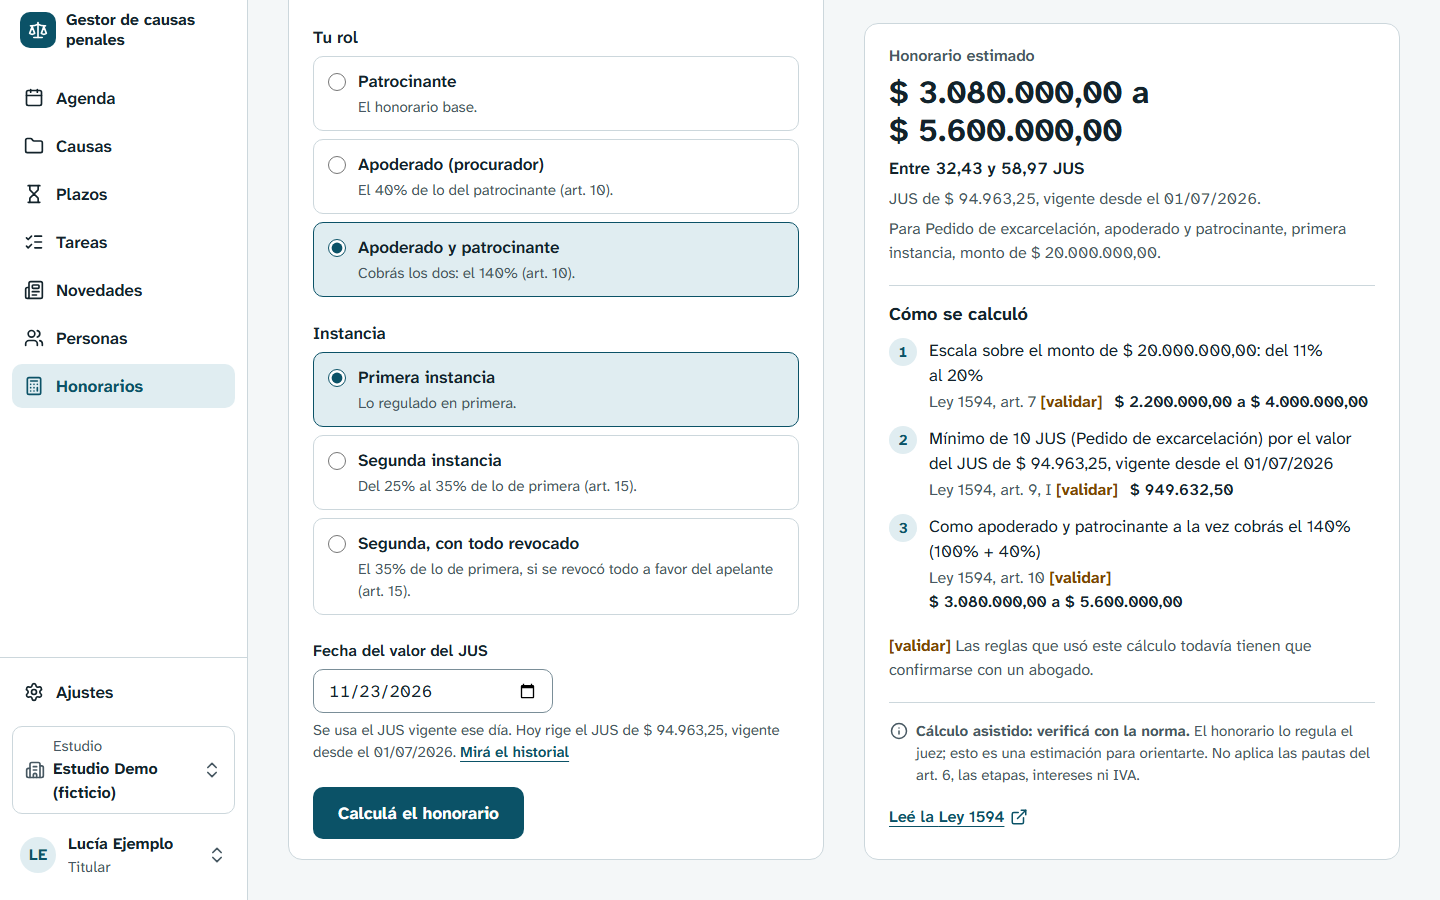 Gestor de causas
penales
Agenda
Causas
Plazos
Tareas
Novedades
Personas
Honorarios
Ajustes
Estudio
Estudio Demo
(ficticio)
LE
Lucía Ejemplo
Titular
Tu rol
Patrocinante
El honorario base.
Apoderado (procurador)
El 40% de lo del patrocinante (art. 10).
Apoderado y patrocinante
Cobrás los dos: el 140% (art. 10).
Instancia
Primera instancia
Lo regulado en primera.
Segunda instancia
Del 25% al 35% de lo de primera (art. 15).
Segunda, con todo revocado
El 35% de lo de primera, si se revocó todo a favor del apelante
(art. 15).
Fecha del valor del JUS
11/23/2026
Se usa el JUS vigente ese día. Hoy rige el JUS de $ 94.963,25, vigente
desde el 01/07/2026. Mirá el historial
Calculá el honorario
Honorario estimado
$ 3.080.000,00 a
$ 5.600.000,00
Entre 32,43 y 58,97 JUS
JUS de $ 94.963,25, vigente desde el 01/07/2026.
Para Pedido de excarcelación, apoderado y patrocinante, primera
instancia, monto de $ 20.000.000,00.
Cómo se calculó
1 Escala sobre el monto de $ 20.000.000,00: del 11%
al 20%
Ley 1594, art. 7 [validar] $ 2.200.000,00 a $ 4.000.000,00
2 Mínimo de 10 JUS (Pedido de excarcelación) por el valor
del JUS de $ 94.963,25, vigente desde el 01/07/2026
Ley 1594, art. 9, I [validar] $ 949.632,50
3 Como apoderado y patrocinante a la vez cobrás el 140%
(100% + 40%)
Ley 1594, art. 10 [validar]
$ 3.080.000,00 a $ 5.600.000,00
[validar] Las reglas que usó este cálculo todavía tienen que
confirmarse con un abogado.
Cálculo asistido: verificá con la norma. El honorario lo regula el
juez; esto es una estimación para orientarte. No aplica las pautas del
art. 6, las etapas, intereses ni IVA.
Leé la Ley 1594